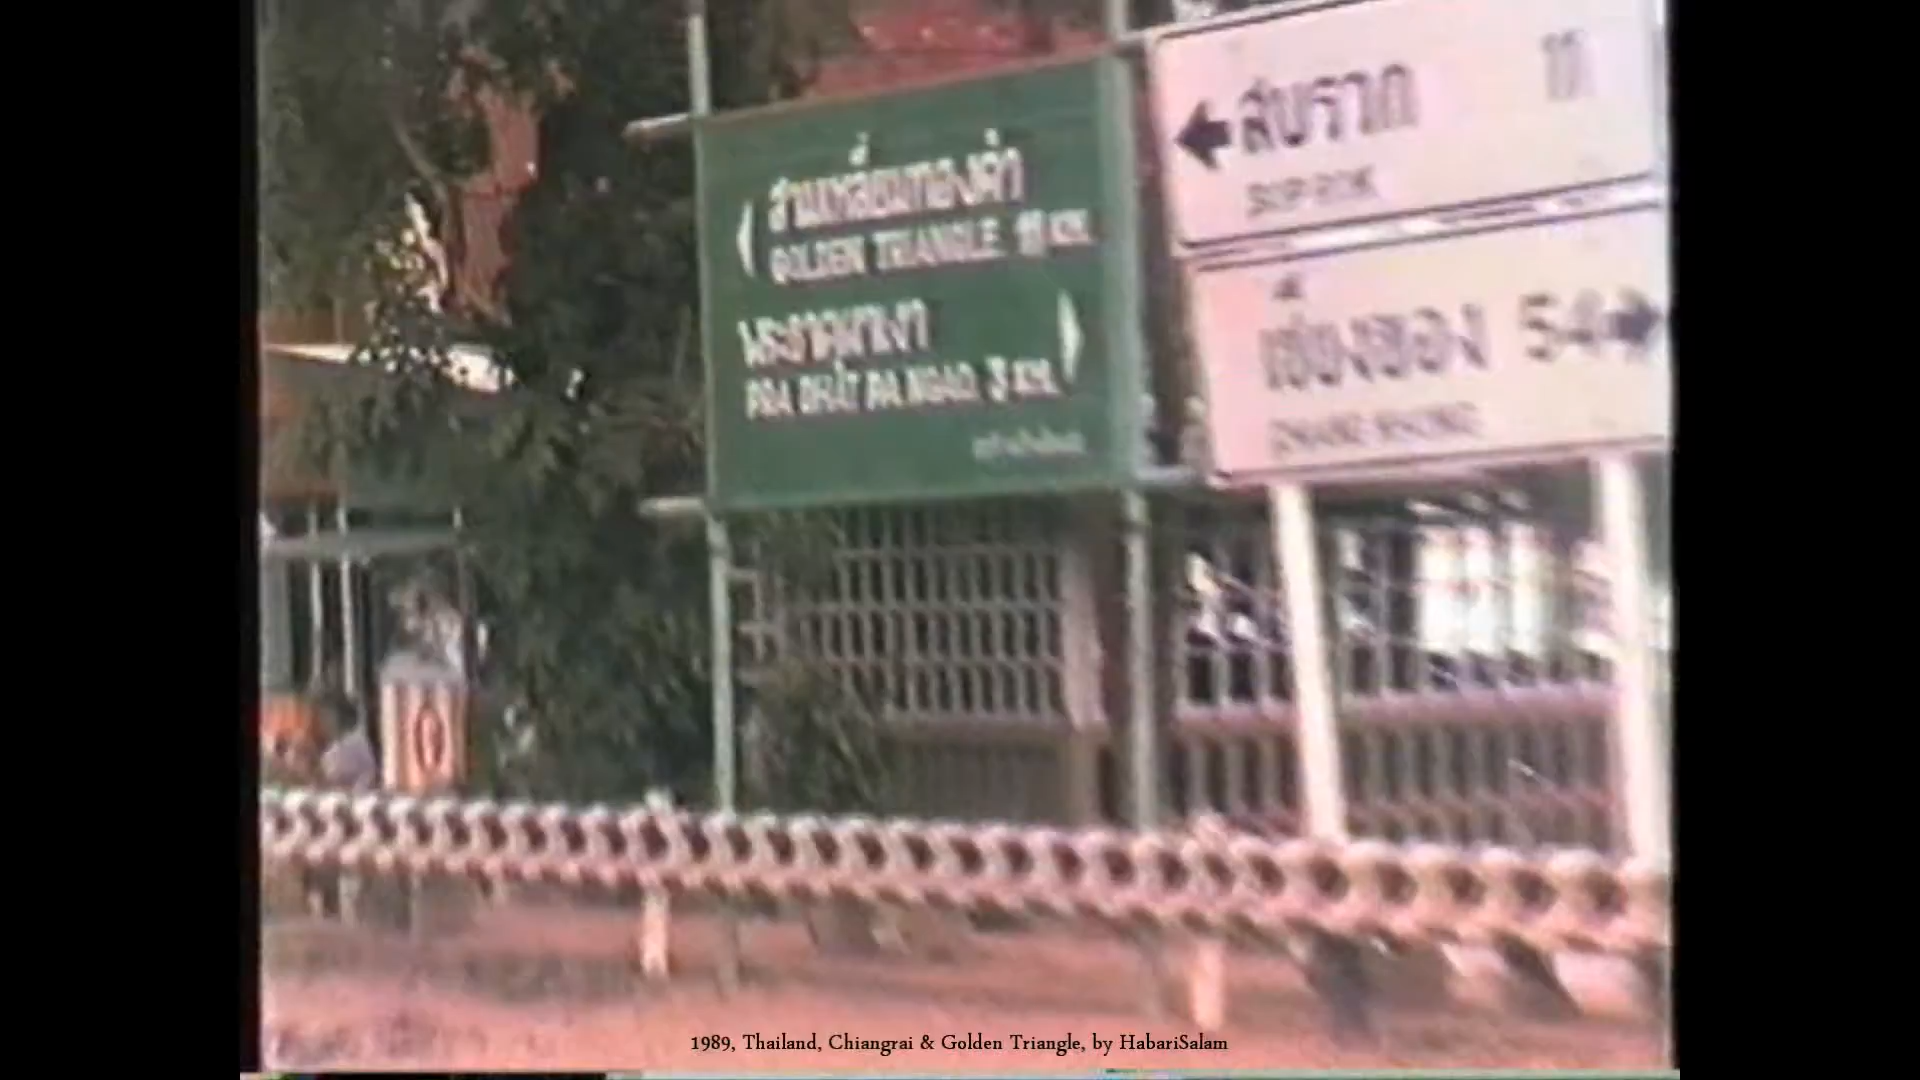 สามเหลี่ยมทองคำ
GOLDEN TRIANGLE 11 KM.
พระธาตุผาเงา
PRA DHAT PA NGAO 3 KM.
สบรวก
SOP RUAK
เชียงของ 54
CHIANG KHONG
1989, Thailand, Chiangrai & Golden Triangle, by HabariSalam